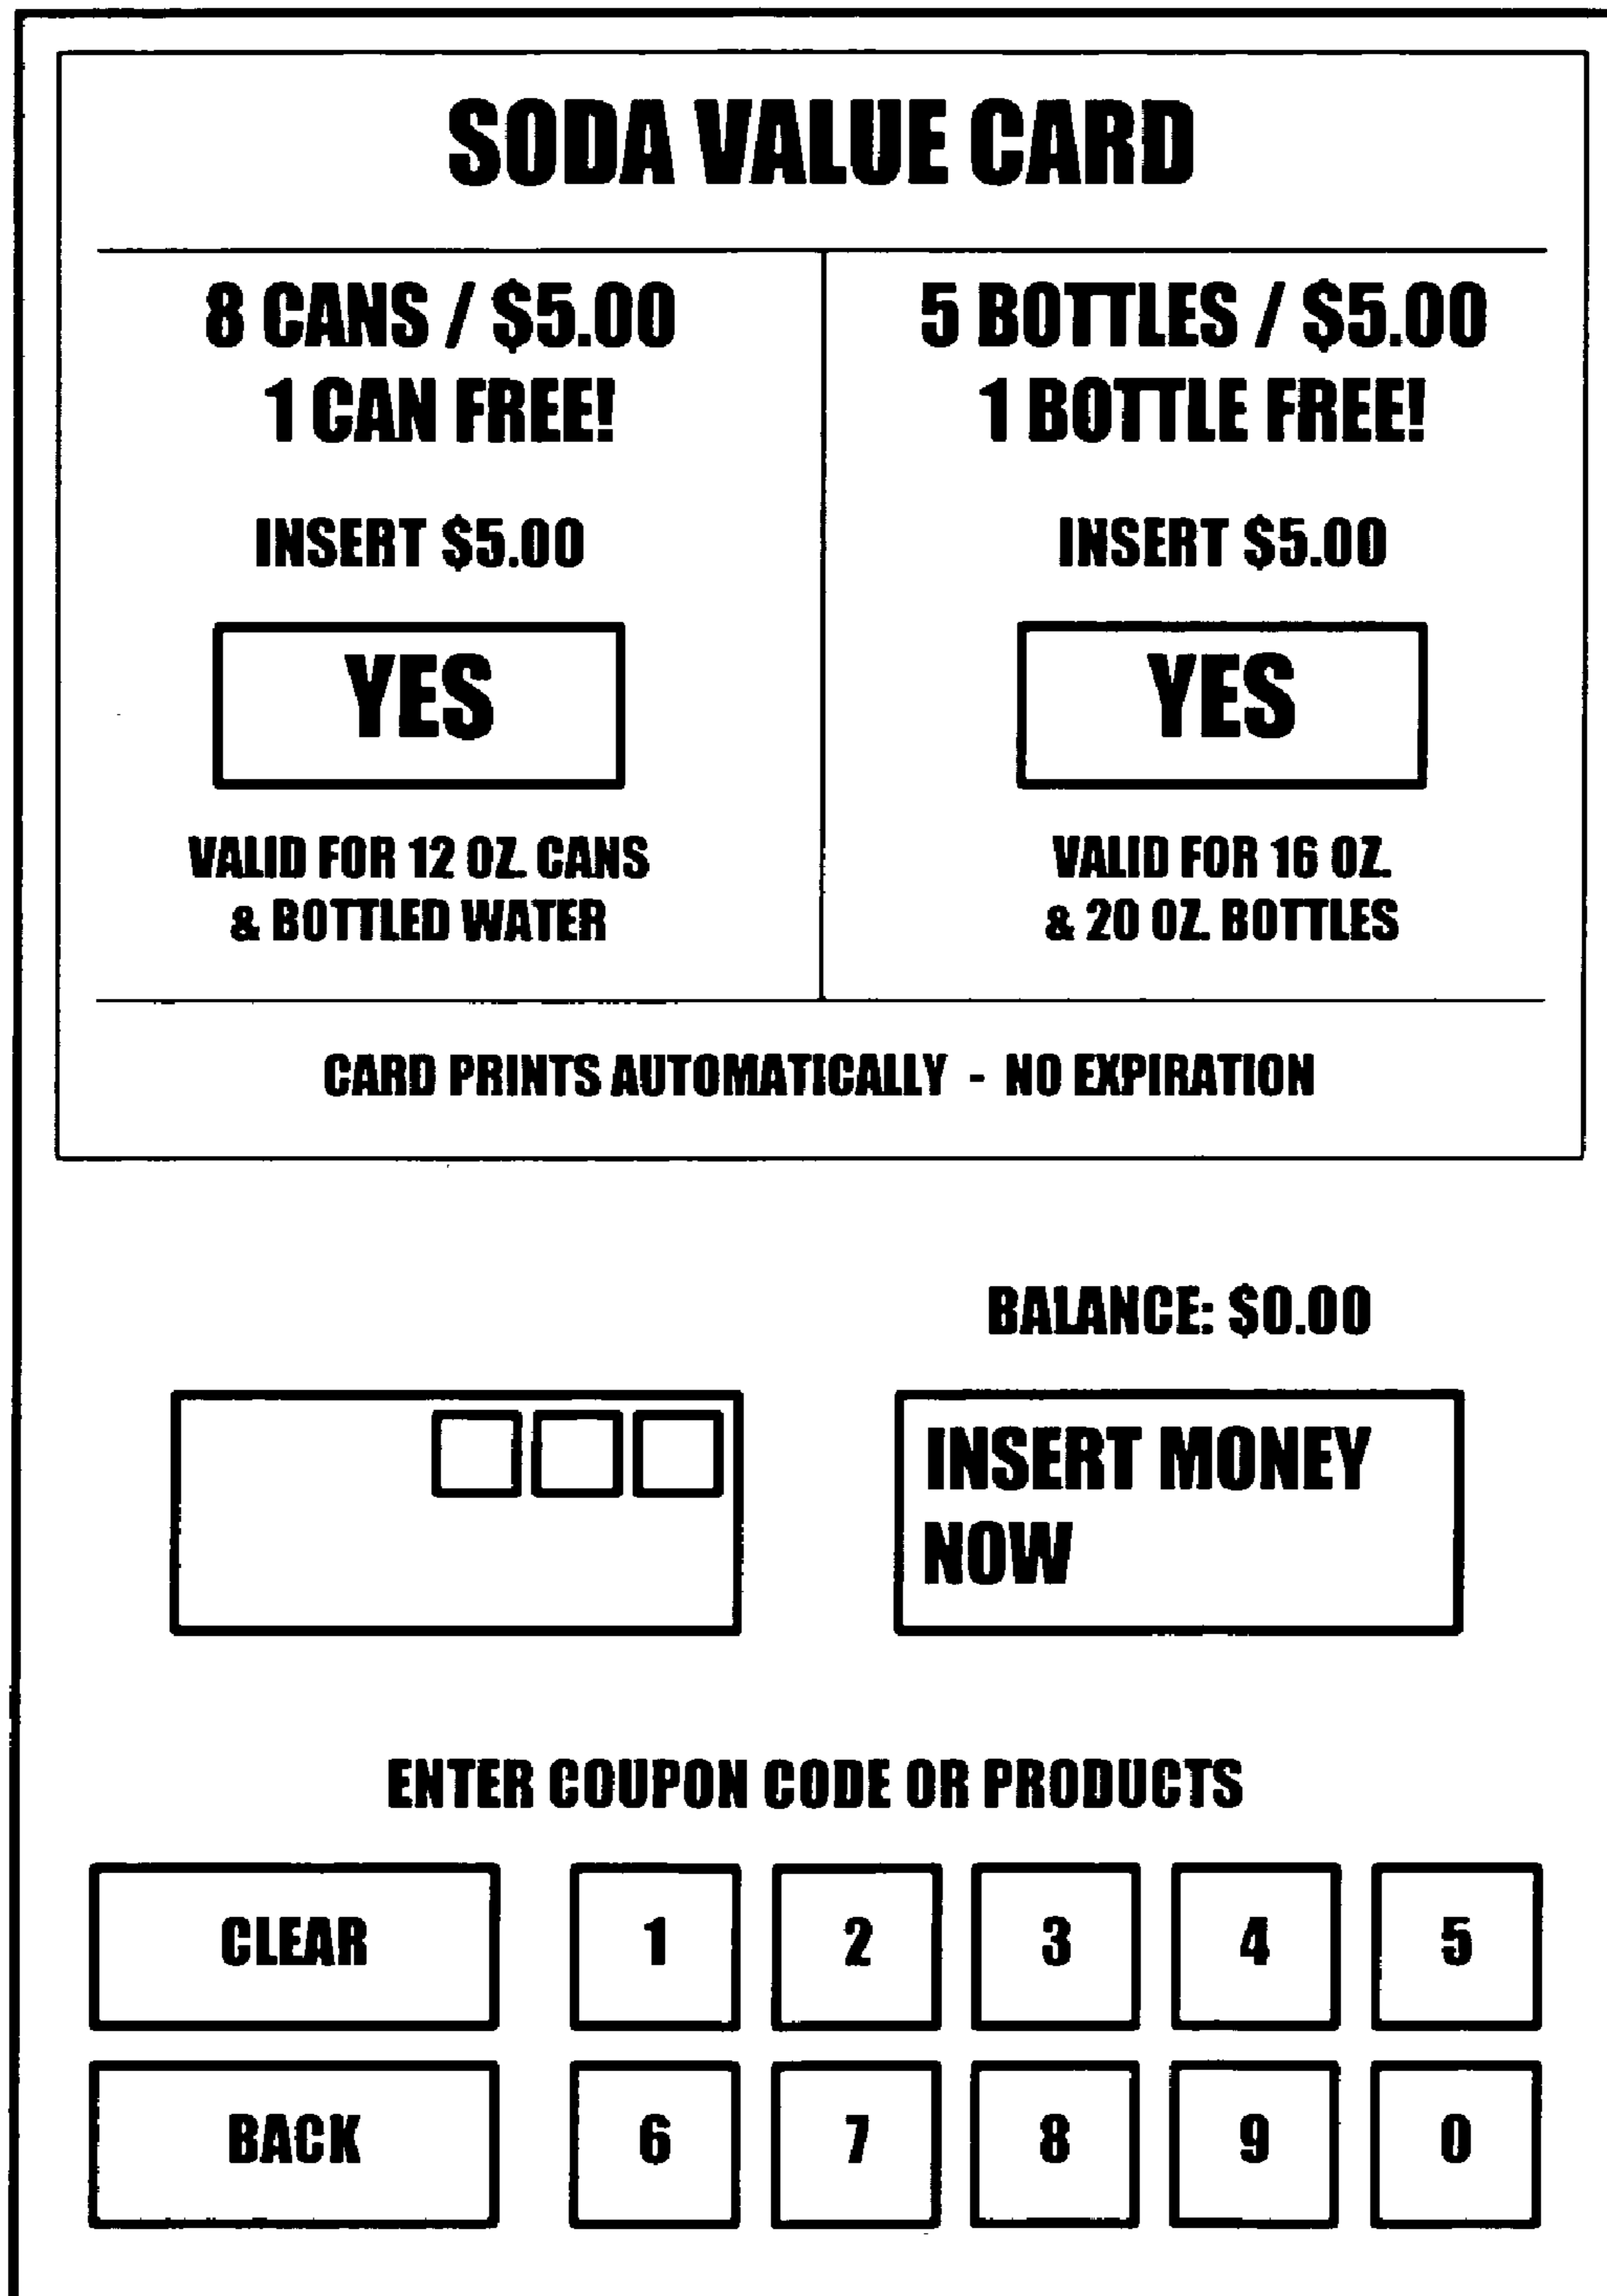 SODA VALUE CARD
8 CANS / $5.00
1 CAN FREE!
INSERT $5.00
YES
VALID FOR 12 OZ. CANS
& BOTTLED WATER
5 BOTTLES / $5.00
1 BOTTLE FREE!
INSERT $5.00
YES
VALID FOR 16 OZ.
& 20 OZ. BOTTLES
CARD PRINTS AUTOMATICALLY - NO EXPIRATION
BALANCE: $0.00
INSERT MONEY
NOW
ENTER COUPON CODE OR PRODUCTS
CLEAR 1 2 3 4 5
BACK 6 7 8 9 0